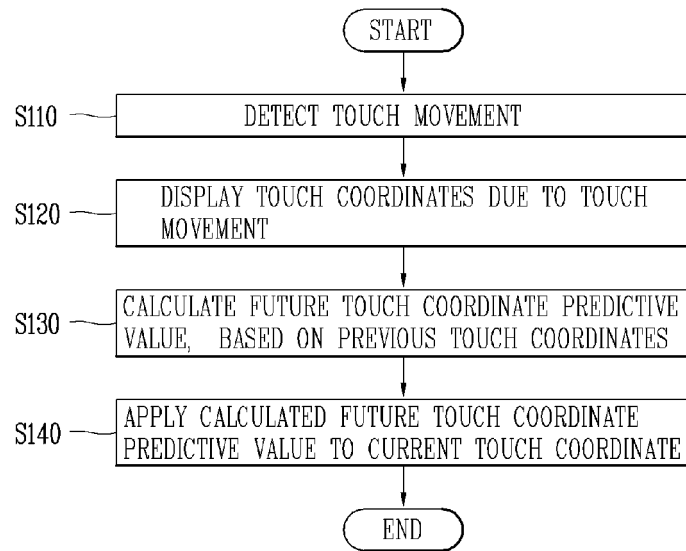 START
S110
DETECT TOUCH MOVEMENT
S120
DISPLAY TOUCH COORDINATES DUE TO TOUCH
MOVEMENT
S130
CALCULATE FUTURE TOUCH COORDINATE PREDICTIVE
VALUE, BASED ON PREVIOUS TOUCH COORDINATES
S140
APPLY CALCULATED FUTURE TOUCH COORDINATE
PREDICTIVE VALUE TO CURRENT TOUCH COORDINATE
END